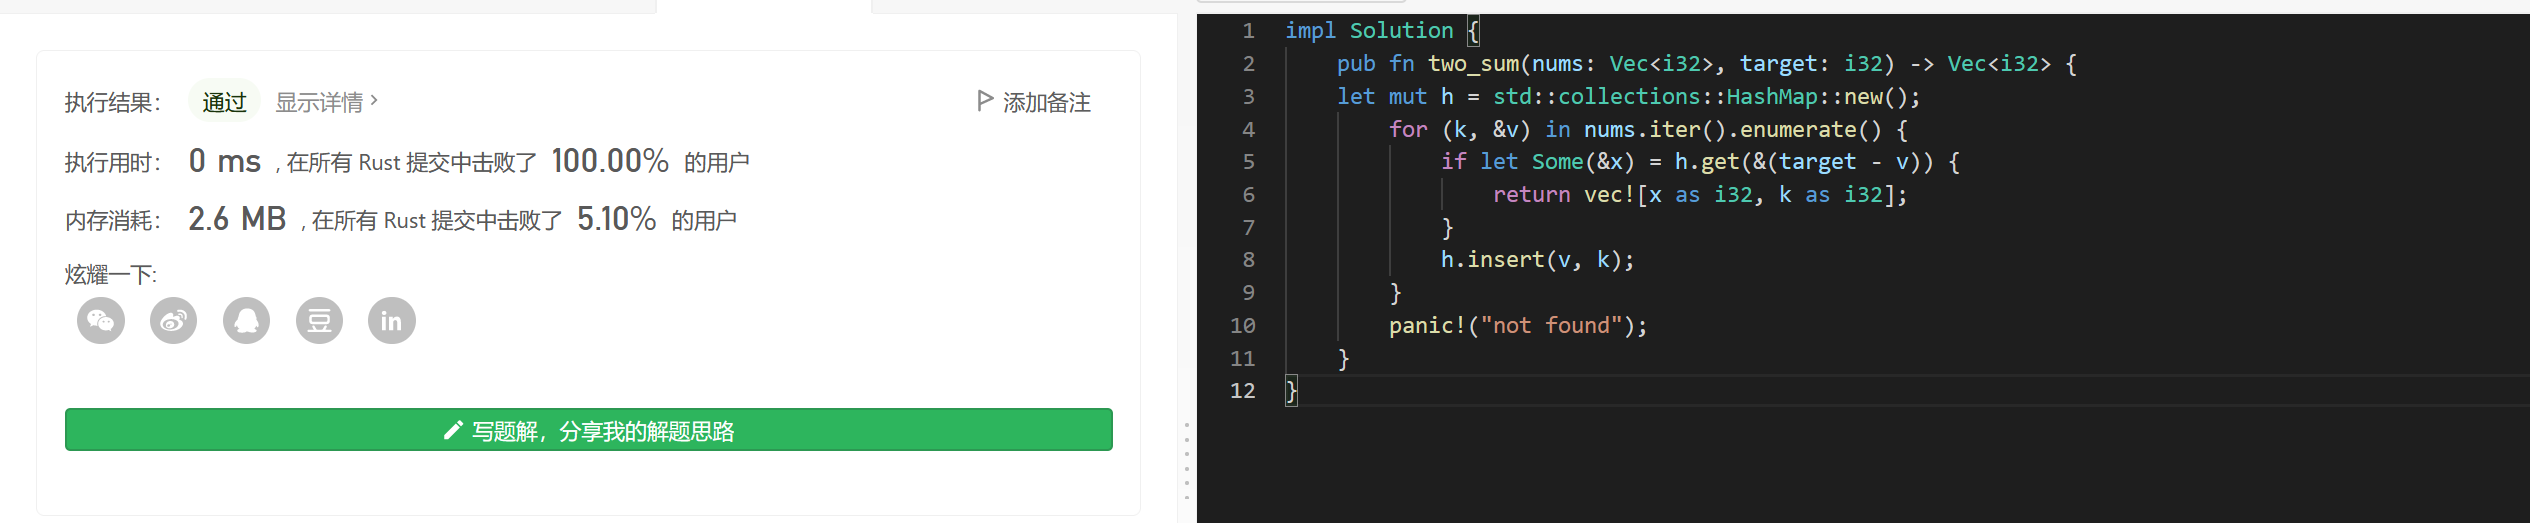 执行结果： 通过 显示详情 > 添加备注
执行用时： 0 ms , 在所有 Rust 提交中击败了 100.00% 的用户
内存消耗： 2.6 MB , 在所有 Rust 提交中击败了 5.10% 的用户
炫耀一下:
豆 in
写题解，分享我的解题思路
1 impl Solution {
2     pub fn two_sum(nums: Vec<i32>, target: i32) -> Vec<i32> {
3     let mut h = std::collections::HashMap::new();
4         for (k, &v) in nums.iter().enumerate() {
5             if let Some(&x) = h.get(&(target - v)) {
6                 return vec![x as i32, k as i32];
7             }
8             h.insert(v, k);
9         }
10         panic!("not found");
11     }
12 }